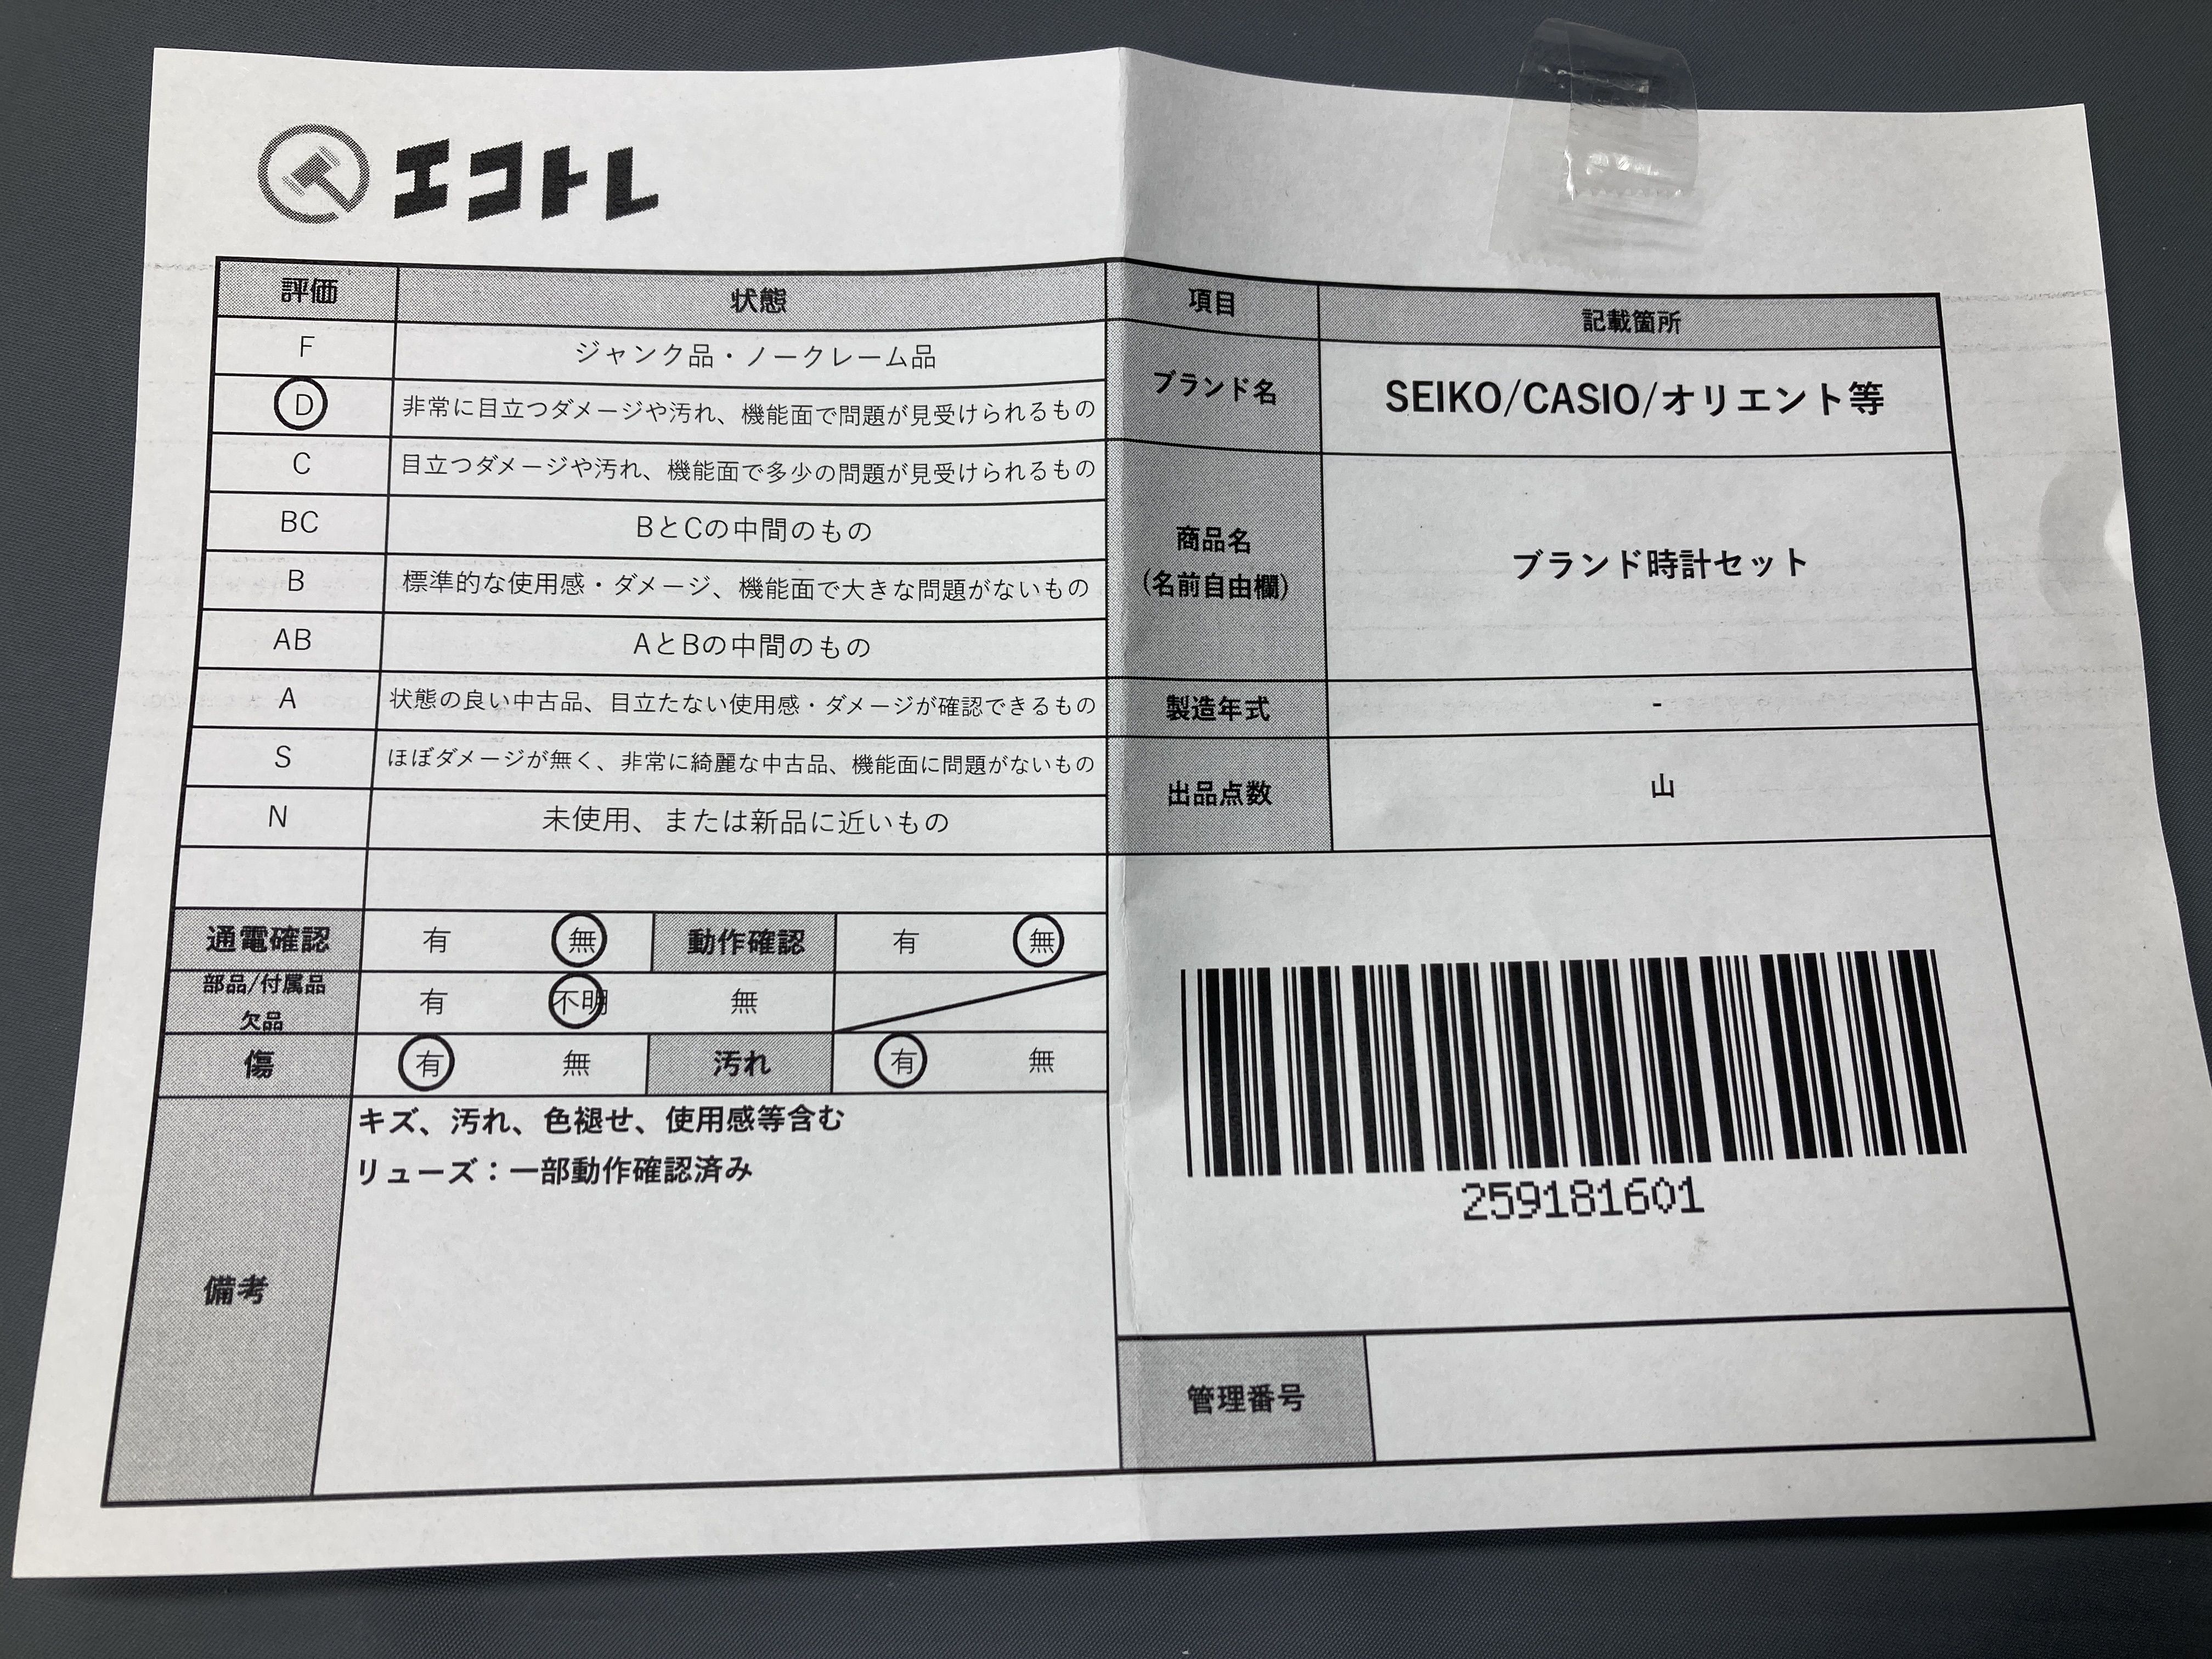 エコトレ
評価 状態
F ジャンク品・ノークレーム品
D 非常に目立つダメージや汚れ、機能面で問題が見受けられるもの
C 目立つダメージや汚れ、機能面で多少の問題が見受けられるもの
BC BとCの中間のもの
B 標準的な使用感・ダメージ、機能面で大きな問題がないもの
AB AとBの中間のもの
A 状態の良い中古品、目立たない使用感・ダメージが確認できるもの
S ほぼダメージが無く、非常に綺麗な中古品、機能面に問題がないもの
N 未使用、または新品に近いもの
通電確認 有 無 動作確認 有 無
部品/付属品
欠品 有 不明 無
傷 有 無 汚れ 有 無
備考
キズ、汚れ、色褪せ、使用感等含む
リューズ：一部動作確認済み
項目 記載箇所
ブランド名 SEIKO/CASIO/オリエント等
商品名
(名前自由欄) ブランド時計セット
製造年式 -
出品点数 山
259181601
管理番号